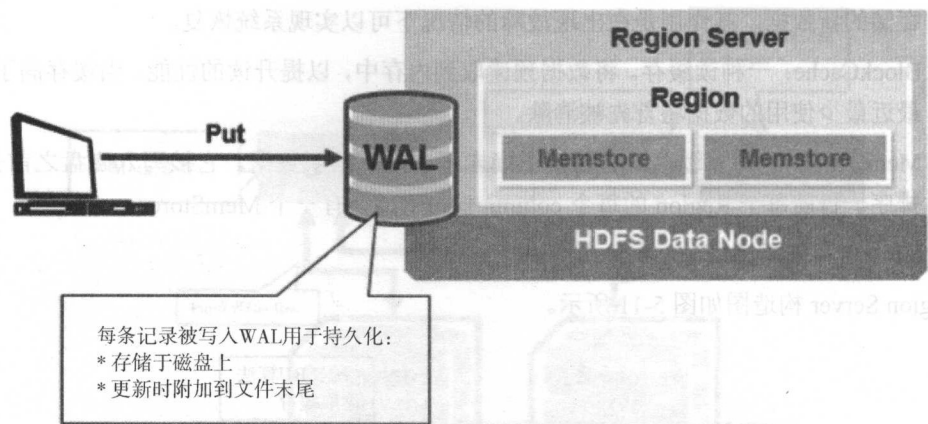 Region Server
Region
Put
WAL
Memstore
Memstore
HDFS Data Node
每条记录被写入WAL用于持久化：
* 存储于磁盘上
* 更新时附加到文件末尾